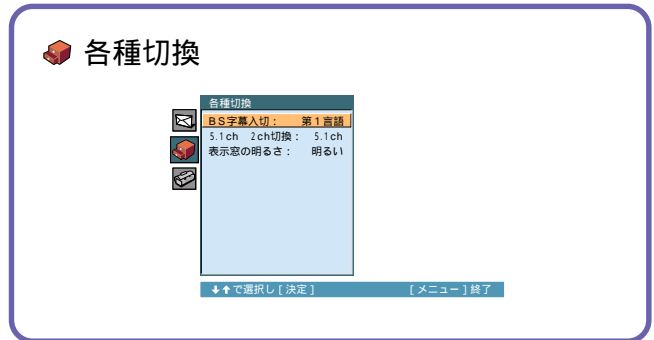 各種切換
各種切換
BS字幕入切： 第1言語
5.1ch 2ch切換： 5.1ch
表示窓の明るさ： 明るい
↓↑で選択し［決定］ ［メニュー］終了